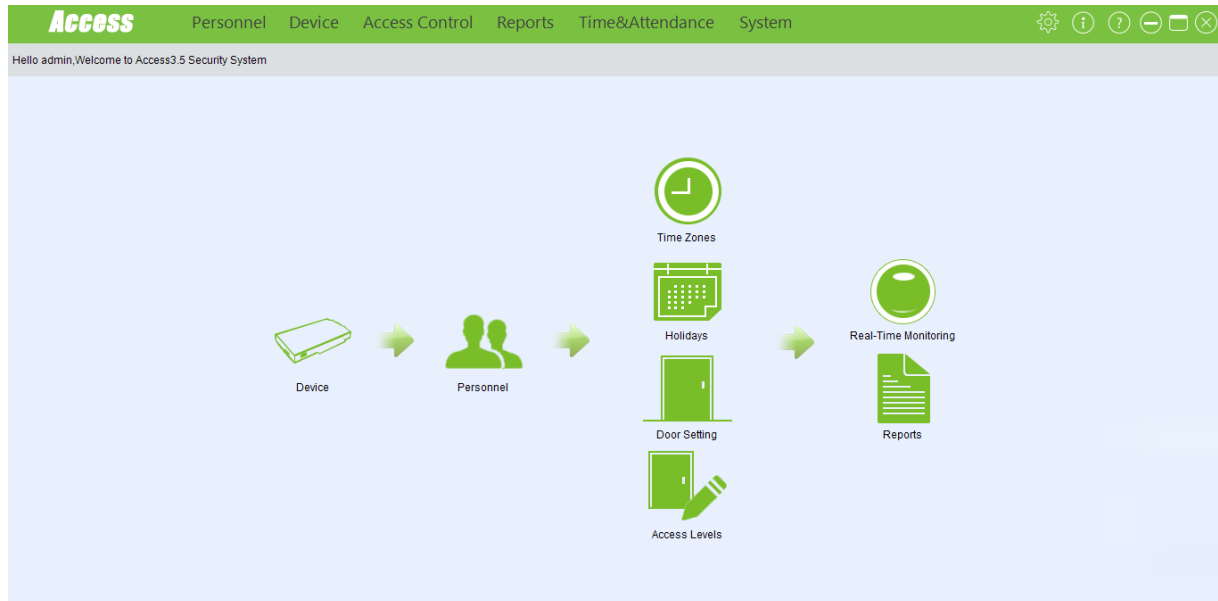 Access Personnel Device Access Control Reports Time&Attendance System
Hello admin,Welcome to Access3.5 Security System
Time Zones
Holidays
Real-Time Monitoring
Device
Personnel
Door Setting
Reports
Access Levels